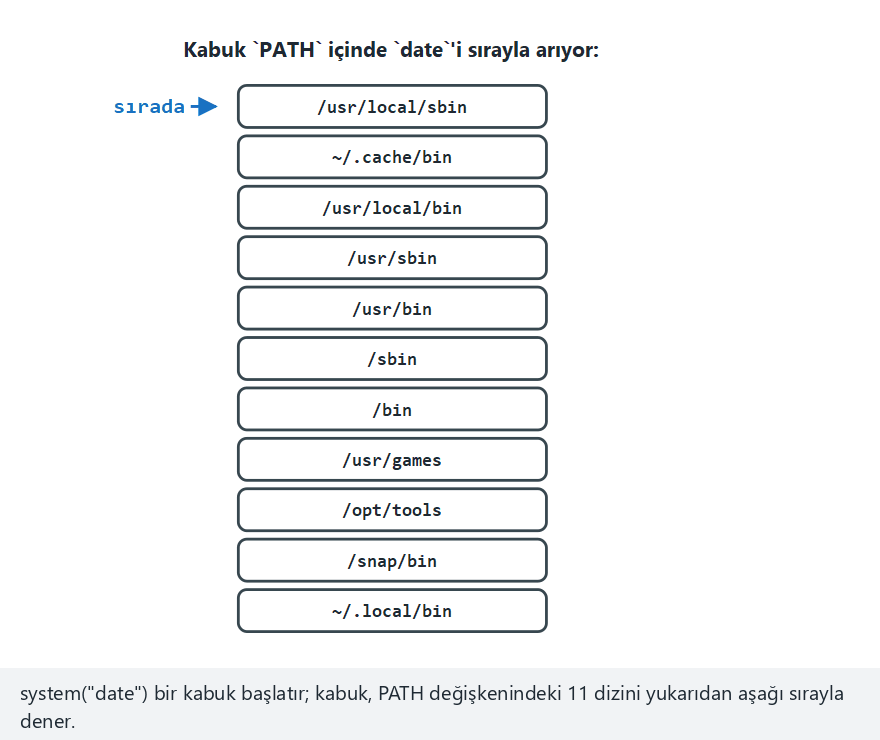 Kabuk `PATH` içinde `date`'i sırayla arıyor:
sırada
/usr/local/sbin
~/.cache/bin
/usr/local/bin
/usr/sbin
/usr/bin
/sbin
/bin
/usr/games
/opt/tools
/snap/bin
~/.local/bin
system("date") bir kabuk başlatır; kabuk, PATH değişkenindeki 11 dizini yukarıdan aşağı sırayla
dener.